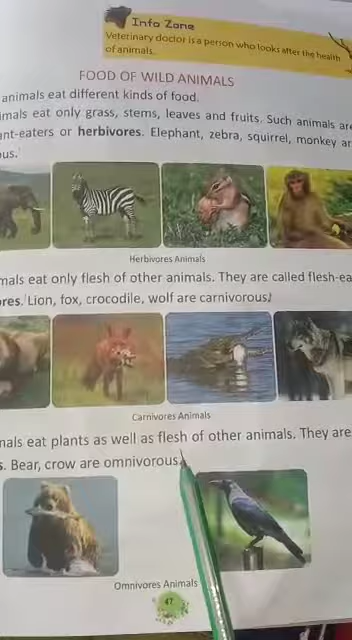 Info Zone
Veterinary doctor is a person who looks after the health
of animals.
FOOD OF WILD ANIMALS
animals eat different kinds of food.
imals eat only grass, stems, leaves and fruits. Such animals are
ant-eaters or herbivores. Elephant, zebra, squirrel, monkey ar
ous.
Herbivores Animals
mals eat only flesh of other animals. They are called flesh-ea
ores. Lion, fox, crocodile, wolf are carnivorous.
Carnivores Animals
mals eat plants as well as flesh of other animals. They are
s. Bear, crow are omnivorous.
Omnivores Animals
47